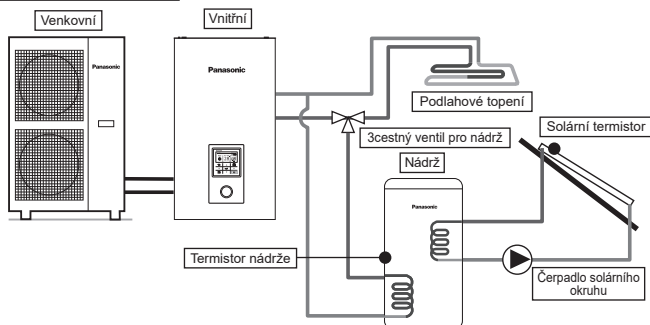 Venkovní
Vnitřní
Panasonic
Panasonic
Podlahové topení
3cestný ventil pro nádrž
Solární termistor
Nádrž
Panasonic
Termistor nádrže
Čerpadlo solárního
okruhu